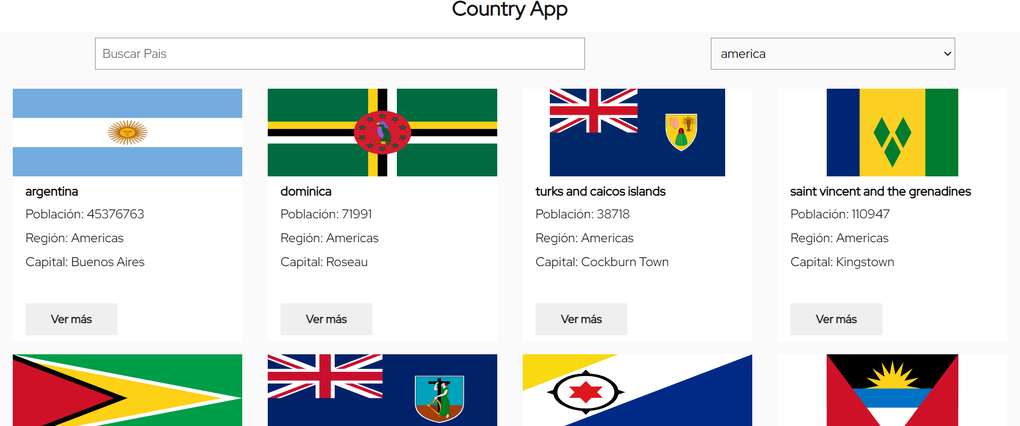 Country App
Buscar Pais
america
argentina
Población: 45376763
Región: Americas
Capital: Buenos Aires
Ver más
dominica
Población: 71991
Región: Americas
Capital: Roseau
Ver más
turks and caicos islands
Población: 38718
Región: Americas
Capital: Cockburn Town
Ver más
saint vincent and the grenadines
Población: 110947
Región: Americas
Capital: Kingstown
Ver más